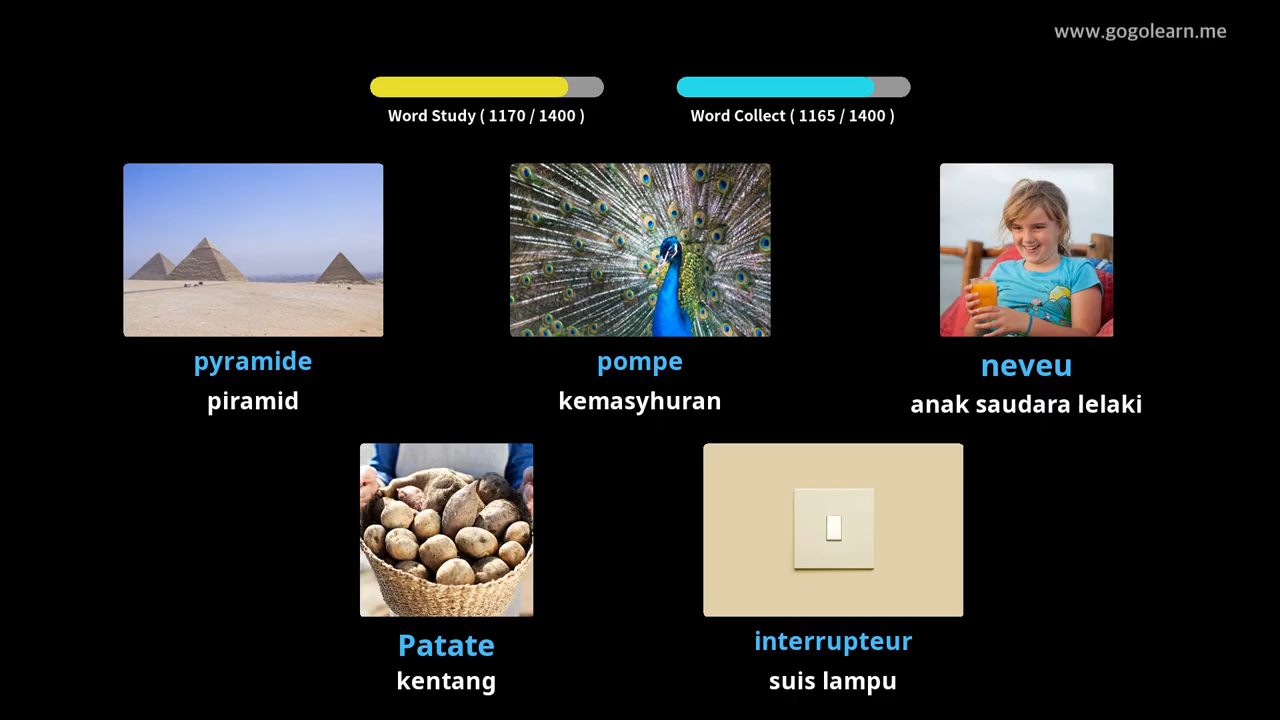 www.gogolearn.me
Word Study ( 1170 / 1400 )
Word Collect ( 1165 / 1400 )
pyramide
piramid
pompe
kemasyhuran
neveu
anak saudara lelaki
Patate
kentang
interrupteur
suis lampu